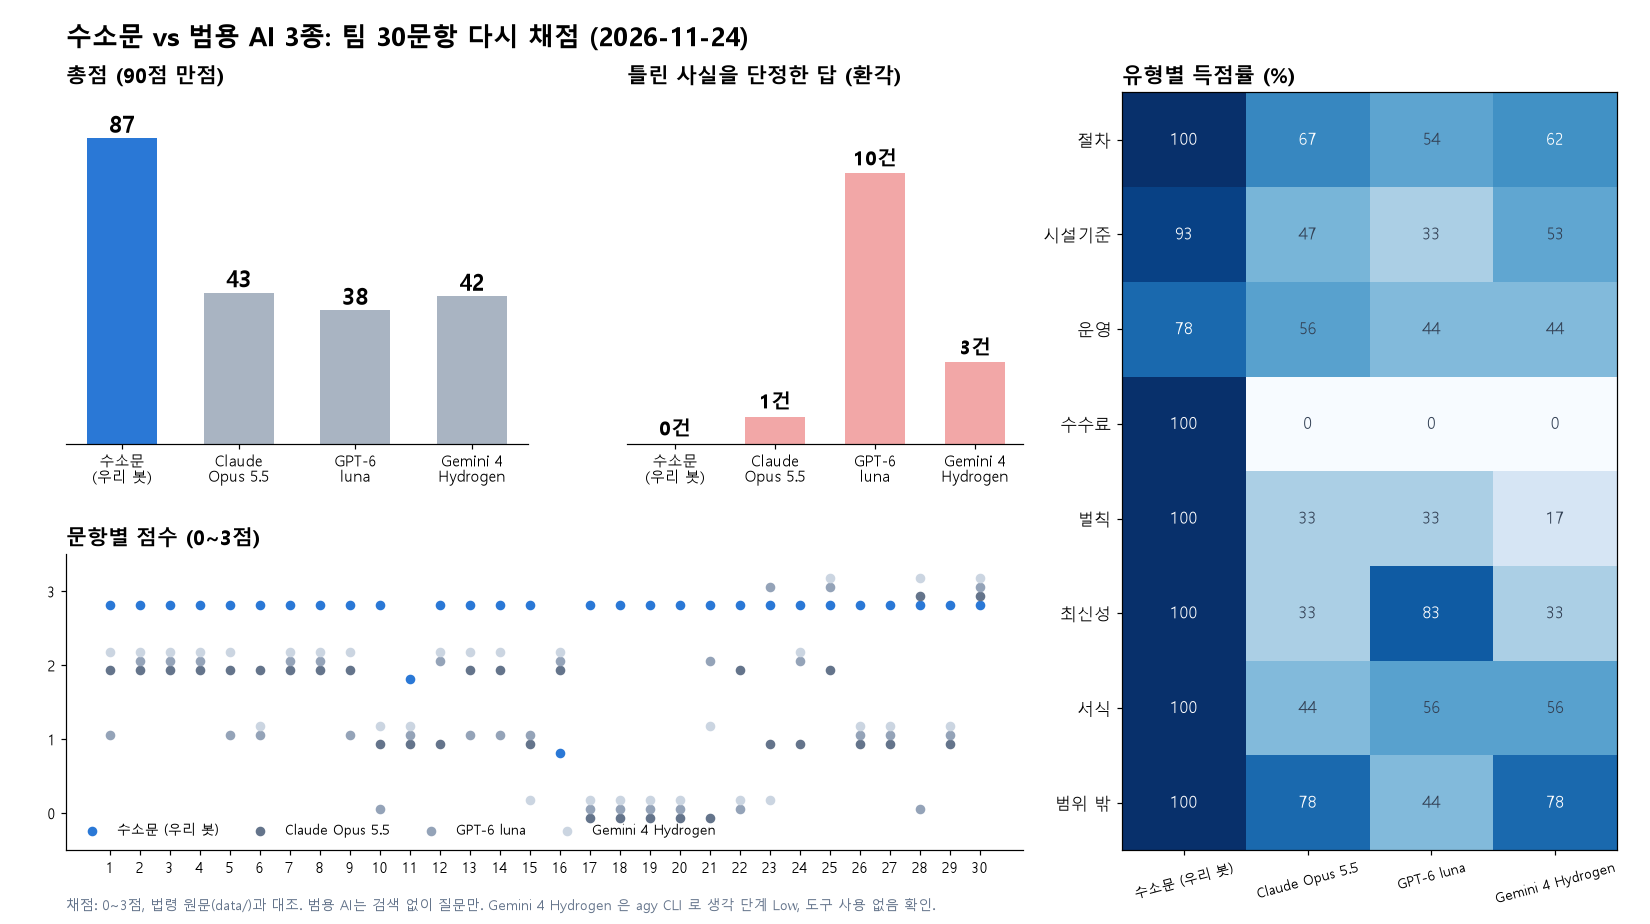 수소문 vs 범용 AI 3종: 팀 30문항 다시 채점 (2026-11-24)
총점 (90점 만점)
87
43
38
42
수소문
(우리 봇)
Claude
Opus 5.5
GPT-6
luna
Gemini 4
Hydrogen
틀린 사실을 단정한 답 (환각)
0건
1건
10건
3건
수소문
(우리 봇)
Claude
Opus 5.5
GPT-6
luna
Gemini 4
Hydrogen
문항별 점수 (0~3점)
3
2
1
0
수소문 (우리 봇) Claude Opus 5.5 GPT-6 luna Gemini 4 Hydrogen
1 2 3 4 5 6 7 8 9 10 11 12 13 14 15 16 17 18 19 20 21 22 23 24 25 26 27 28 29 30
유형별 득점률 (%)
절차 100 67 54 62
시설기준 93 47 33 53
운영 78 56 44 44
수수료 100 0 0 0
벌칙 100 33 33 17
최신성 100 33 83 33
서식 100 44 56 56
범위 밖 100 78 44 78
수소문 (우리 봇) Claude Opus 5.5 GPT-6 luna Gemini 4 Hydrogen
채점: 0~3점, 법령 원문(data/)과 대조. 범용 AI는 검색 없이 질문만. Gemini 4 Hydrogen 은 agy CLI 로 생각 단계 Low, 도구 사용 없음 확인.